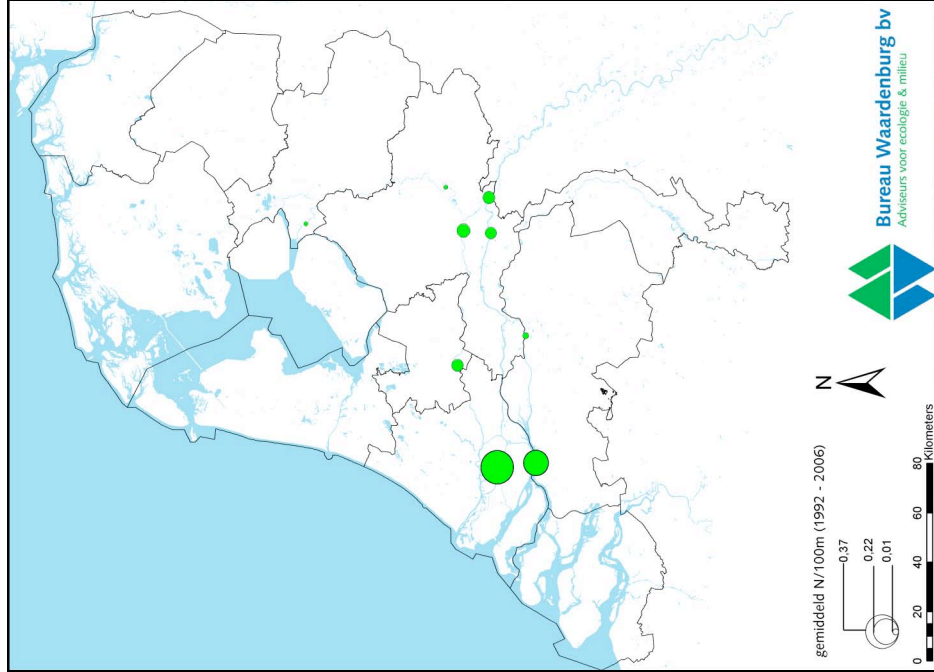 Bureau Waardenburg bv
Adviseurs voor ecologie & milieu
N
gemiddeld N/100m (1992 - 2006)
0,37
0,22
0,01
0 20 40 60 80
Kilometers